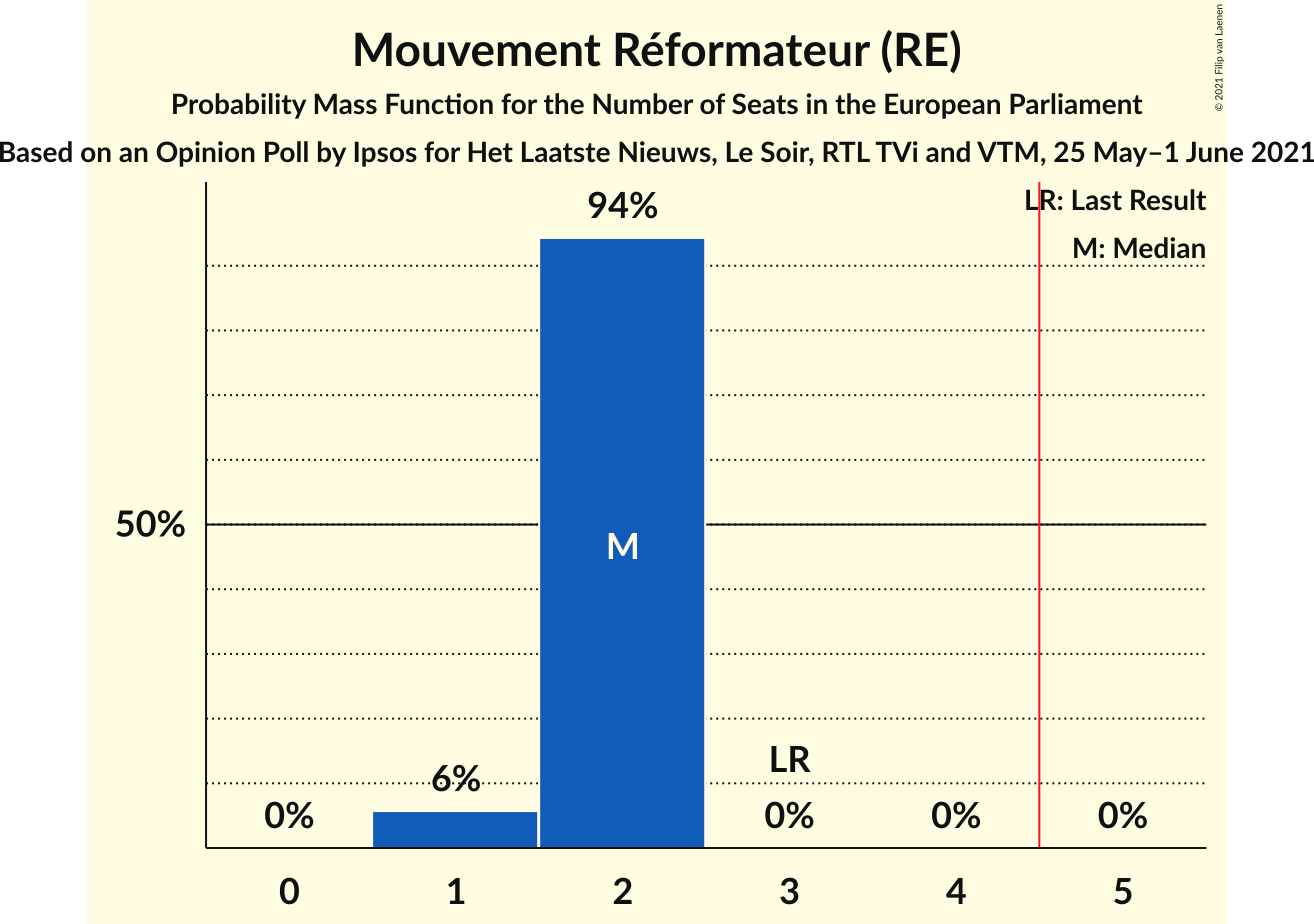 Mouvement Réformateur (RE)
Probability Mass Function for the Number of Seats in the European Parliament
Based on an Opinion Poll by Ipsos for Het Laatste Nieuws, Le Soir, RTL TVi and VTM, 25 May–1 June 2021
© 2021 Filip van Laenen
LR: Last Result
M: Median
94%
50%
M
LR
6%
0% 0% 0% 0%
0 1 2 3 4 5